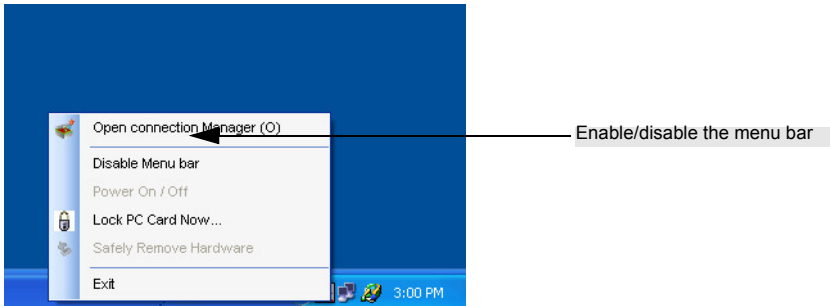 Open connection Manager (O)
Enable/disable the menu bar
Disable Menu bar
Power On / Off
Lock PC Card Now...
Safely Remove Hardware
Exit
3:00 PM